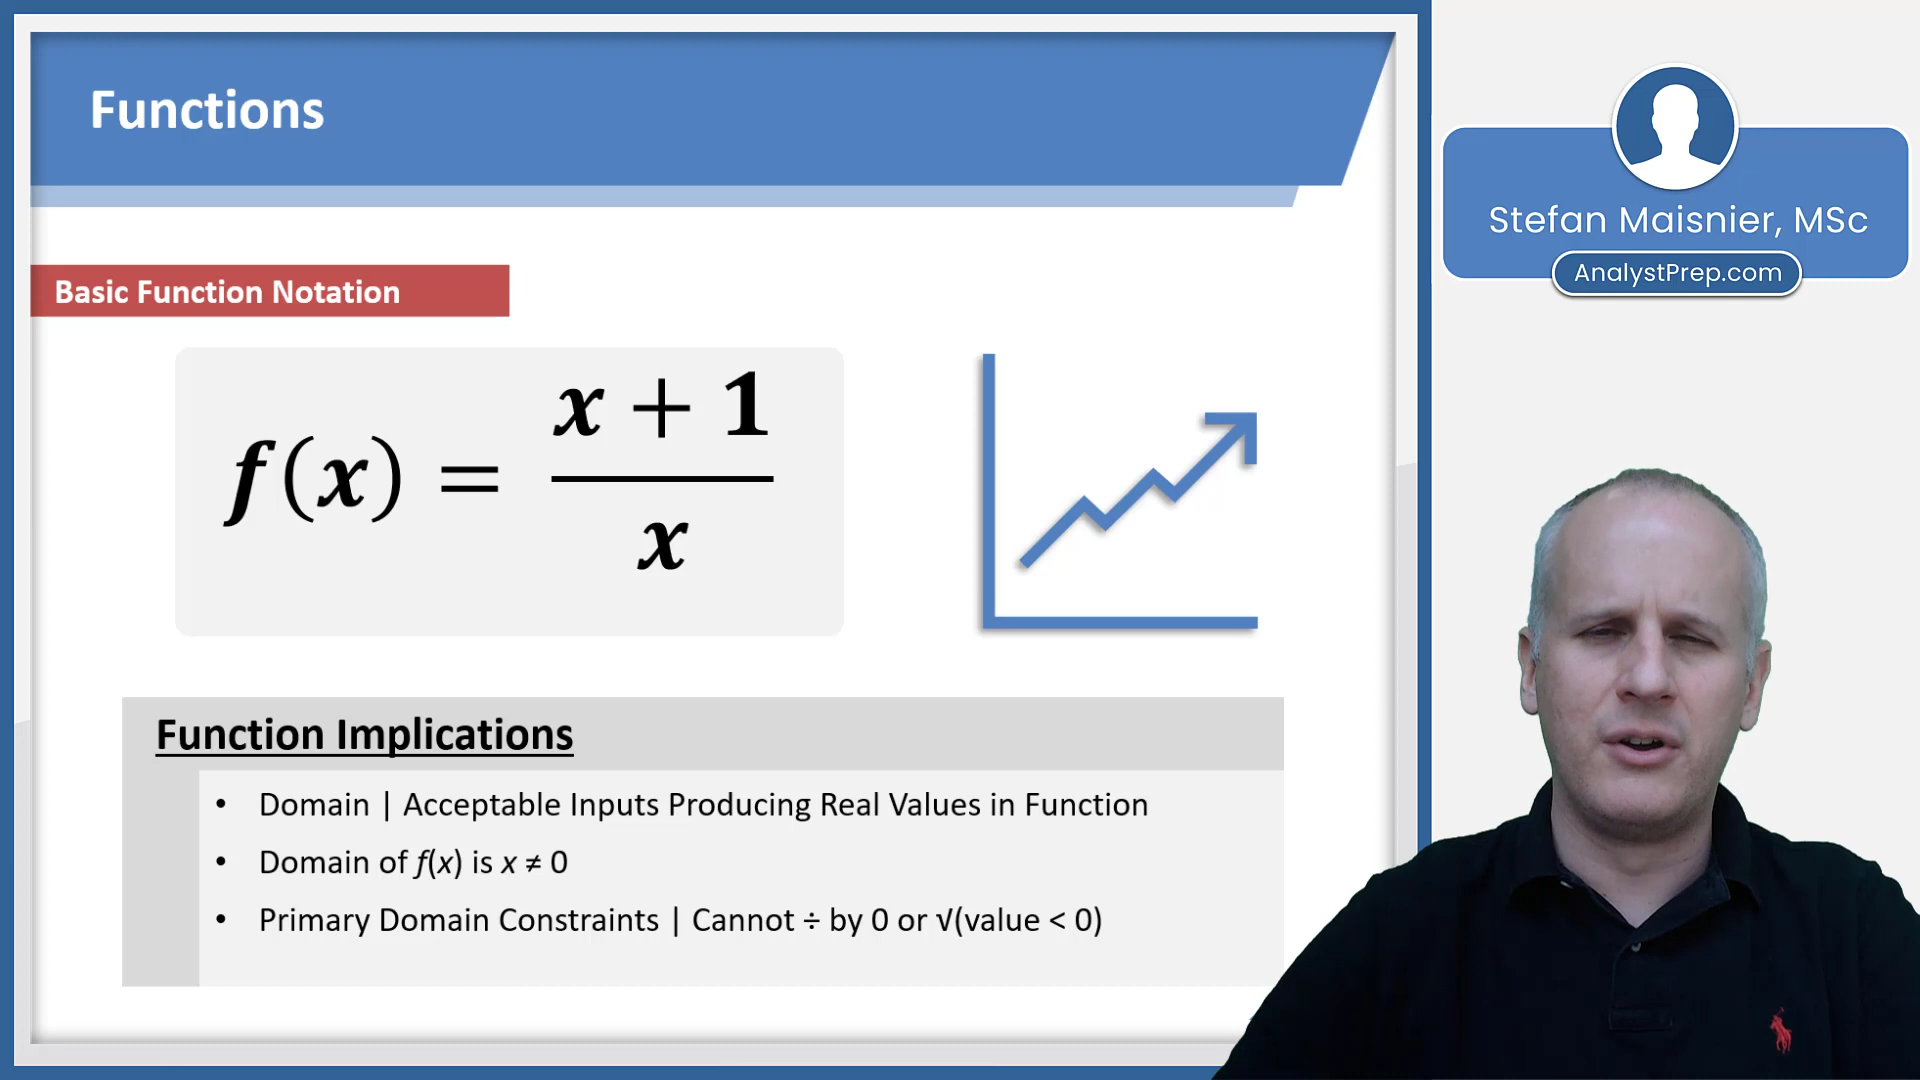 Functions
Basic Function Notation
f(x) = (x + 1)/x
Function Implications
• Domain | Acceptable Inputs Producing Real Values in Function
• Domain of f(x) is x ≠ 0
• Primary Domain Constraints | Cannot ÷ by 0 or √(value < 0)
Stefan Maisnier, MSc
AnalystPrep.com